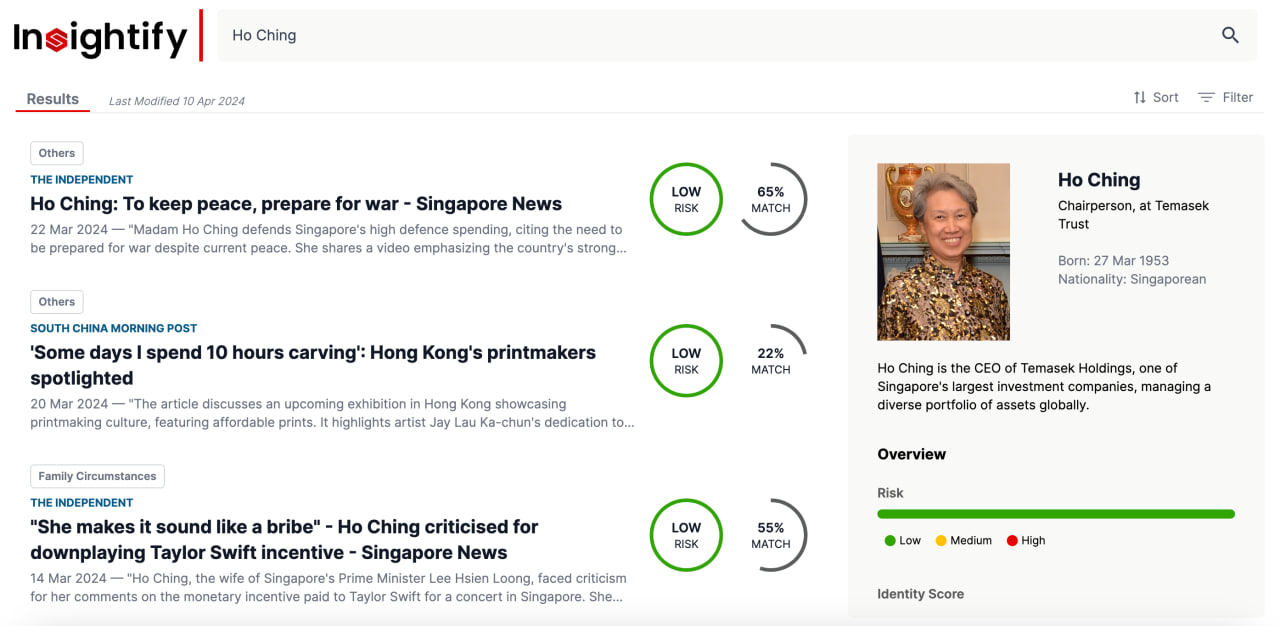 Insightify
Ho Ching
Results
Last Modified 10 Apr 2024
Sort
Filter
Others
THE INDEPENDENT
Ho Ching: To keep peace, prepare for war - Singapore News
22 Mar 2024 — "Madam Ho Ching defends Singapore's high defence spending, citing the need to
be prepared for war despite current peace. She shares a video emphasizing the country's strong...
LOW
RISK
65%
MATCH
Others
SOUTH CHINA MORNING POST
'Some days I spend 10 hours carving': Hong Kong's printmakers
spotlighted
20 Mar 2024 — "The article discusses an upcoming exhibition in Hong Kong showcasing
printmaking culture, featuring affordable prints. It highlights artist Jay Lau Ka-chun's dedication to...
LOW
RISK
22%
MATCH
Family Circumstances
THE INDEPENDENT
"She makes it sound like a bribe" - Ho Ching criticised for
downplaying Taylor Swift incentive - Singapore News
14 Mar 2024 — "Ho Ching, the wife of Singapore's Prime Minister Lee Hsien Loong, faced criticism
for her comments on the monetary incentive paid to Taylor Swift for a concert in Singapore. She...
LOW
RISK
55%
MATCH
Ho Ching
Chairperson, at Temasek
Trust
Born: 27 Mar 1953
Nationality: Singaporean
Ho Ching is the CEO of Temasek Holdings, one of
Singapore's largest investment companies, managing a
diverse portfolio of assets globally.
Overview
Risk
Low
Medium
High
Identity Score